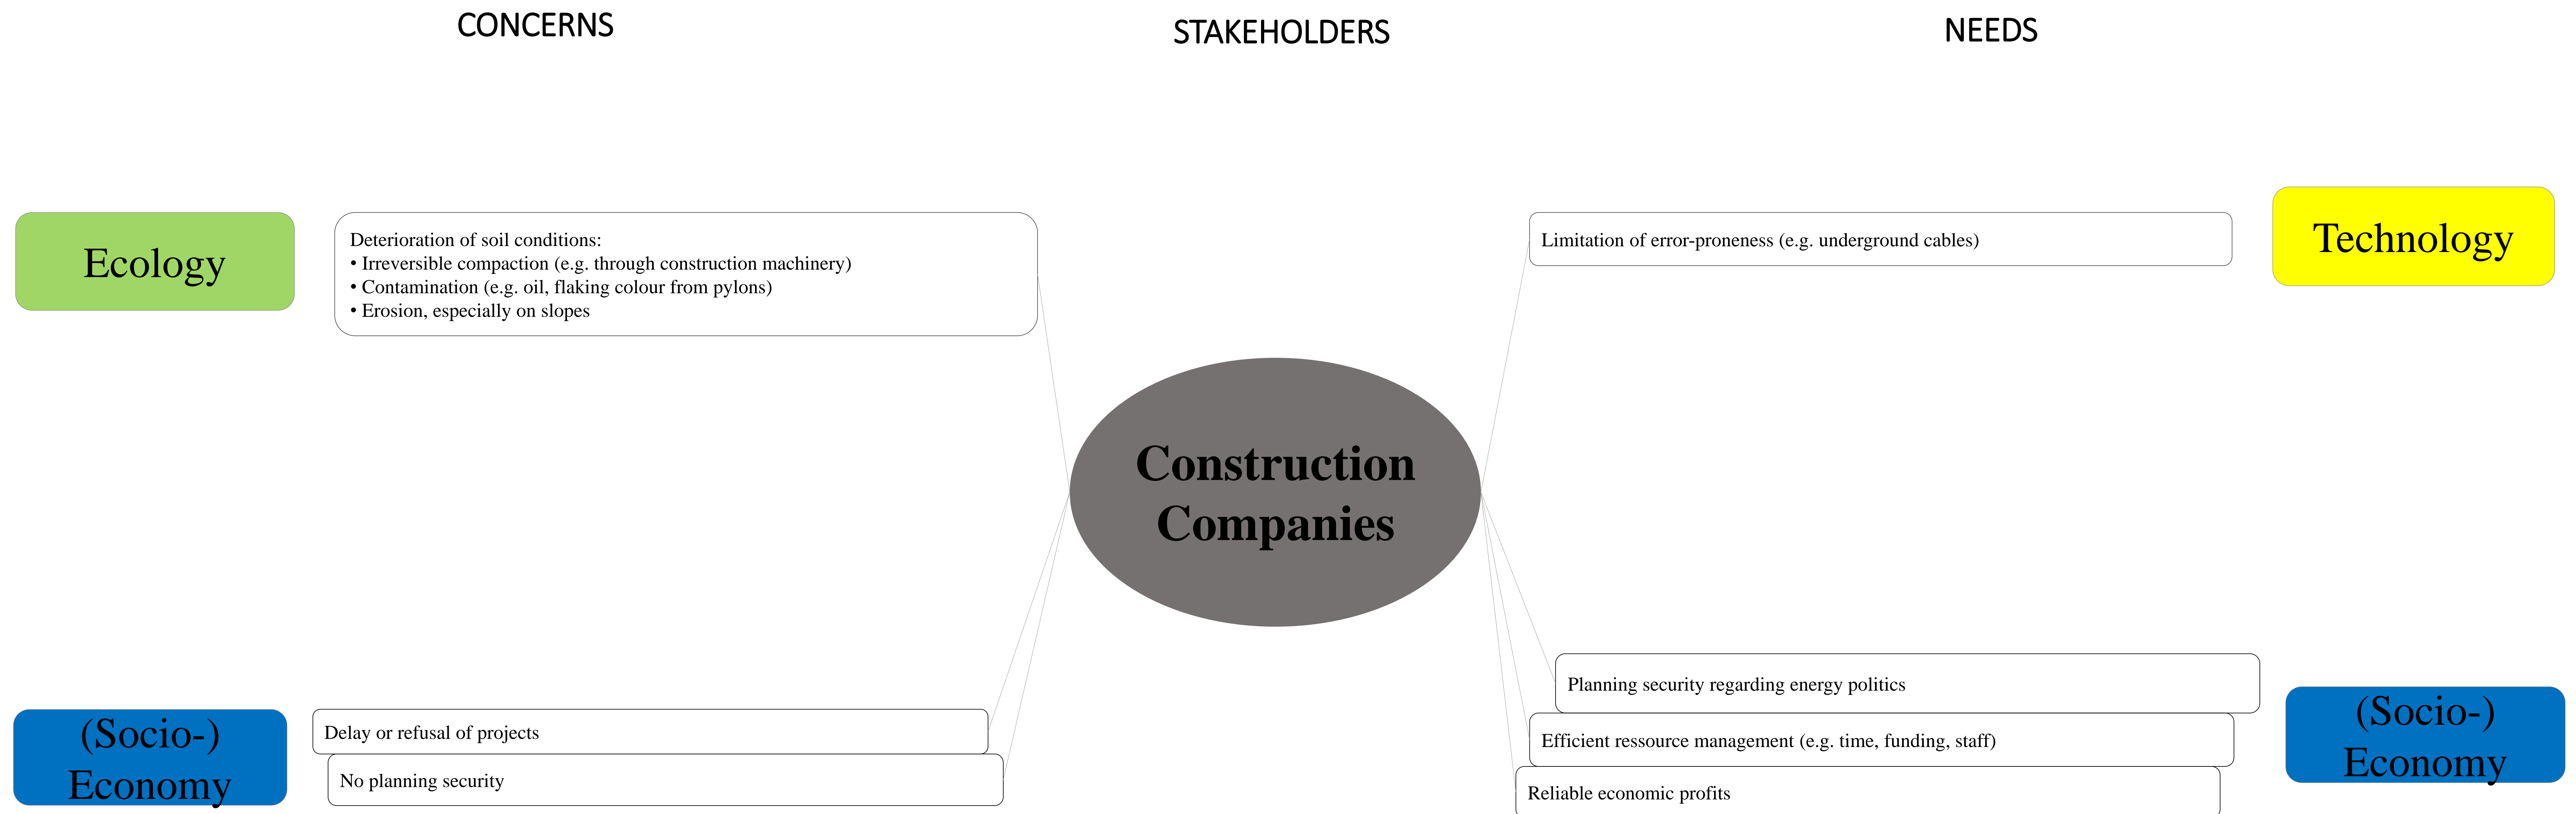 CONCERNS
STAKEHOLDERS
NEEDS
Ecology
Deterioration of soil conditions:
• Irreversible compaction (e.g. through construction machinery)
• Contamination (e.g. oil, flaking colour from pylons)
• Erosion, especially on slopes
Limitation of error-proneness (e.g. underground cables)
Technology
Construction
Companies
(Socio-)
Economy
Delay or refusal of projects
No planning security
Planning security regarding energy politics
Efficient ressource management (e.g. time, funding, staff)
Reliable economic profits
(Socio-)
Economy